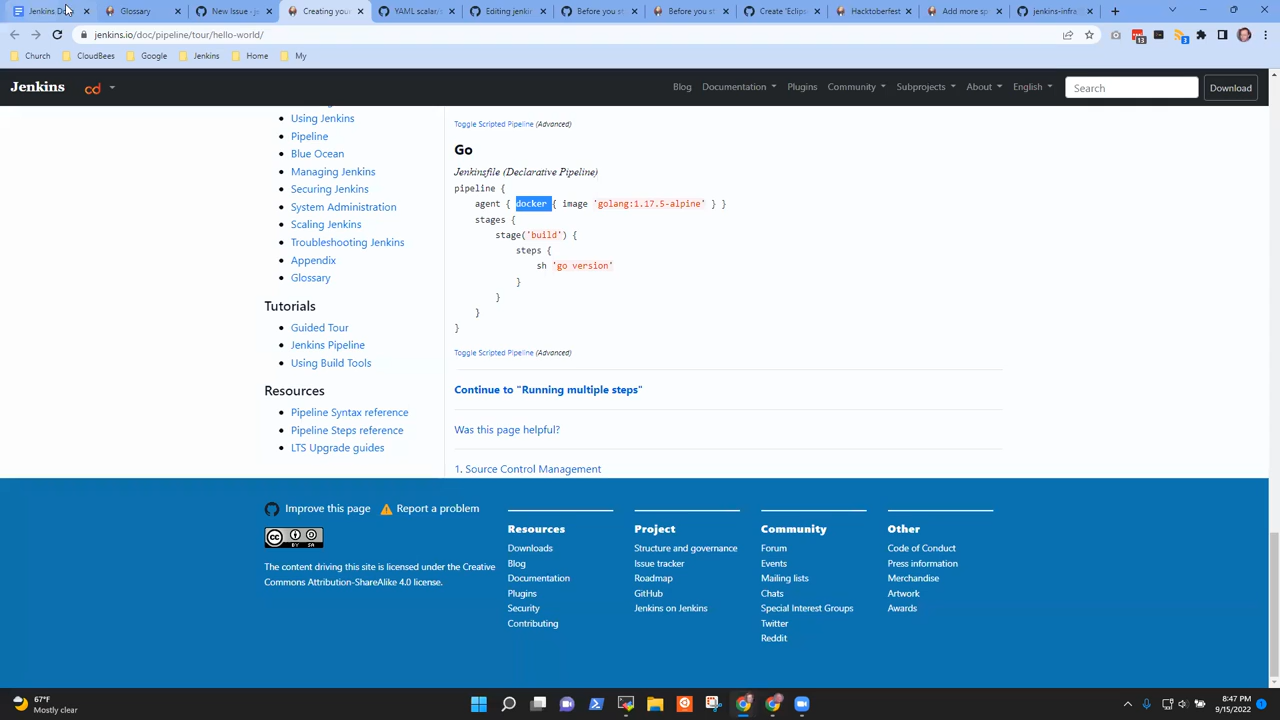 Jenkins Do
Glossary
New Issue
Creating you
YAML scalar
Editing
Before you s
Before you s
Create 'Eclip
Hacktoberfest
Add more sp
jenkins-infra
jenkins.io/doc/pipeline/tour/hello-world/
13
3
Church
CloudBees
Google
Jenkins
Home
My
Jenkins
cd
Blog
Documentation
Plugins
Community
Subprojects
About
English
Search
Download
Using Jenkins
Pipeline
Blue Ocean
Managing Jenkins
Securing Jenkins
System Administration
Scaling Jenkins
Troubleshooting Jenkins
Appendix
Glossary
Tutorials
Guided Tour
Jenkins Pipeline
Using Build Tools
Resources
Pipeline Syntax reference
Pipeline Steps reference
LTS Upgrade guides
Toggle Scripted Pipeline (Advanced)
Go
Jenkinsfile (Declarative Pipeline)
pipeline {
agent { docker { image 'golang:1.17.5-alpine' } }
stages {
stage('build') {
steps {
sh 'go version'
}
}
}
}
Toggle Scripted Pipeline (Advanced)
Continue to "Running multiple steps"
Was this page helpful?
1. Source Control Management
Improve this page
Report a problem
CC BY SA
The content driving this site is licensed under the Creative
Commons Attribution-ShareAlike 4.0 license.
Resources
Downloads
Blog
Documentation
Plugins
Security
Contributing
Project
Structure and governance
Issue tracker
Roadmap
GitHub
Jenkins on Jenkins
Community
Forum
Events
Mailing lists
Chats
Special Interest Groups
Twitter
Reddit
Other
Code of Conduct
Press information
Merchandise
Artwork
Awards
67°F
Mostly clear
8:47 PM
9/15/2022